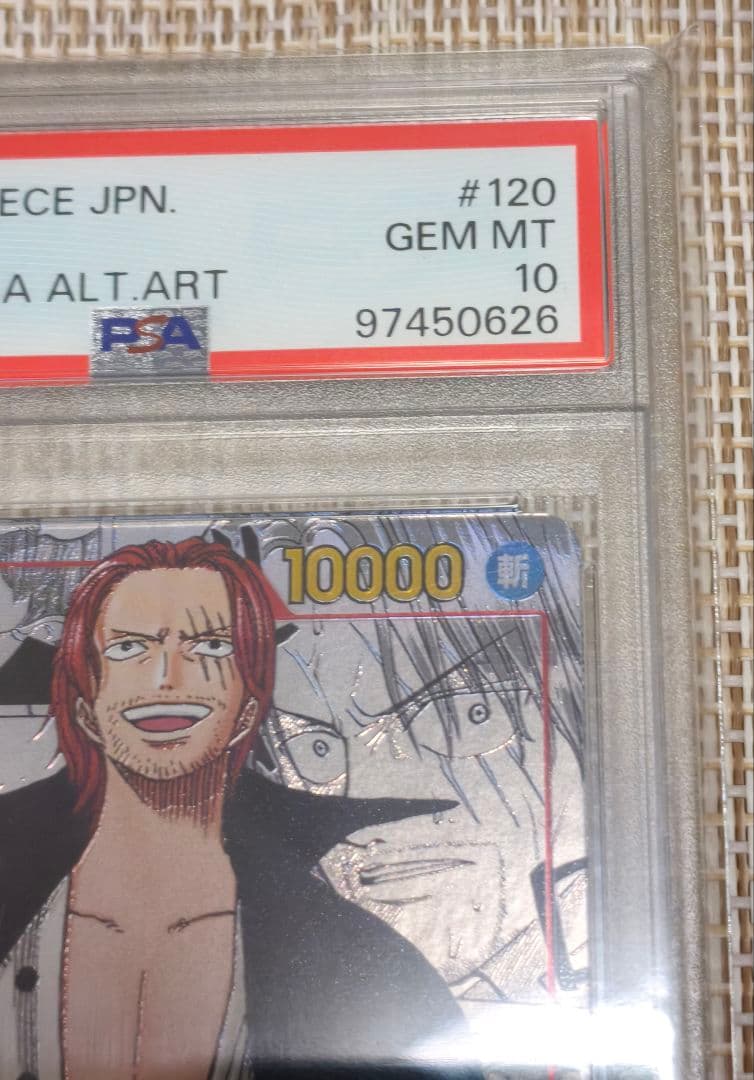 ECE JPN.
#120
GEM MT
A ALT.ART
10
PSA
97450626
10000
斬